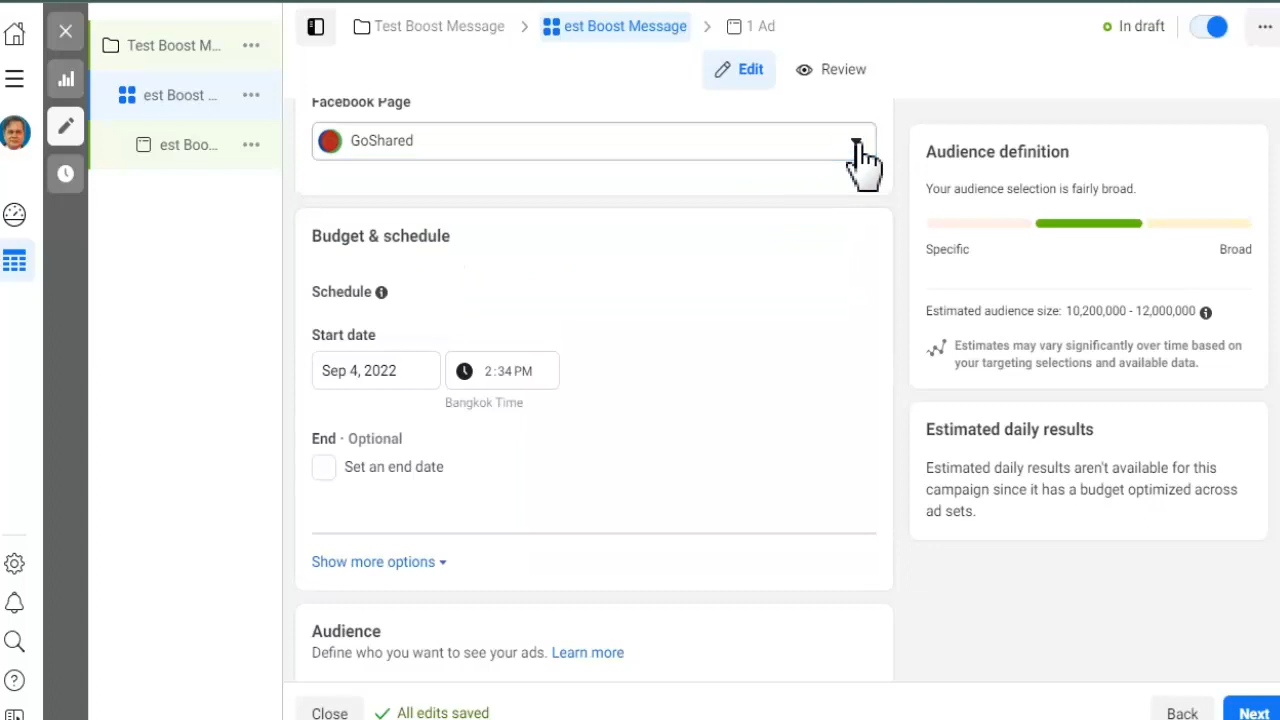 Test Boost Message
est Boost Message
1 Ad
In draft
Edit
Review
Test Boost M...
est Boost ...
est Boo...
Facebook Page
GoShared
Budget & schedule
Schedule
Start date
Sep 4, 2022
2:34 PM
Bangkok Time
End · Optional
Set an end date
Show more options
Audience
Define who you want to see your ads. Learn more
Close
All edits saved
Back
Next
Audience definition
Your audience selection is fairly broad.
Specific
Broad
Estimated audience size: 10,200,000 - 12,000,000
Estimates may vary significantly over time based on
your targeting selections and available data.
Estimated daily results
Estimated daily results aren't available for this
campaign since it has a budget optimized across
ad sets.